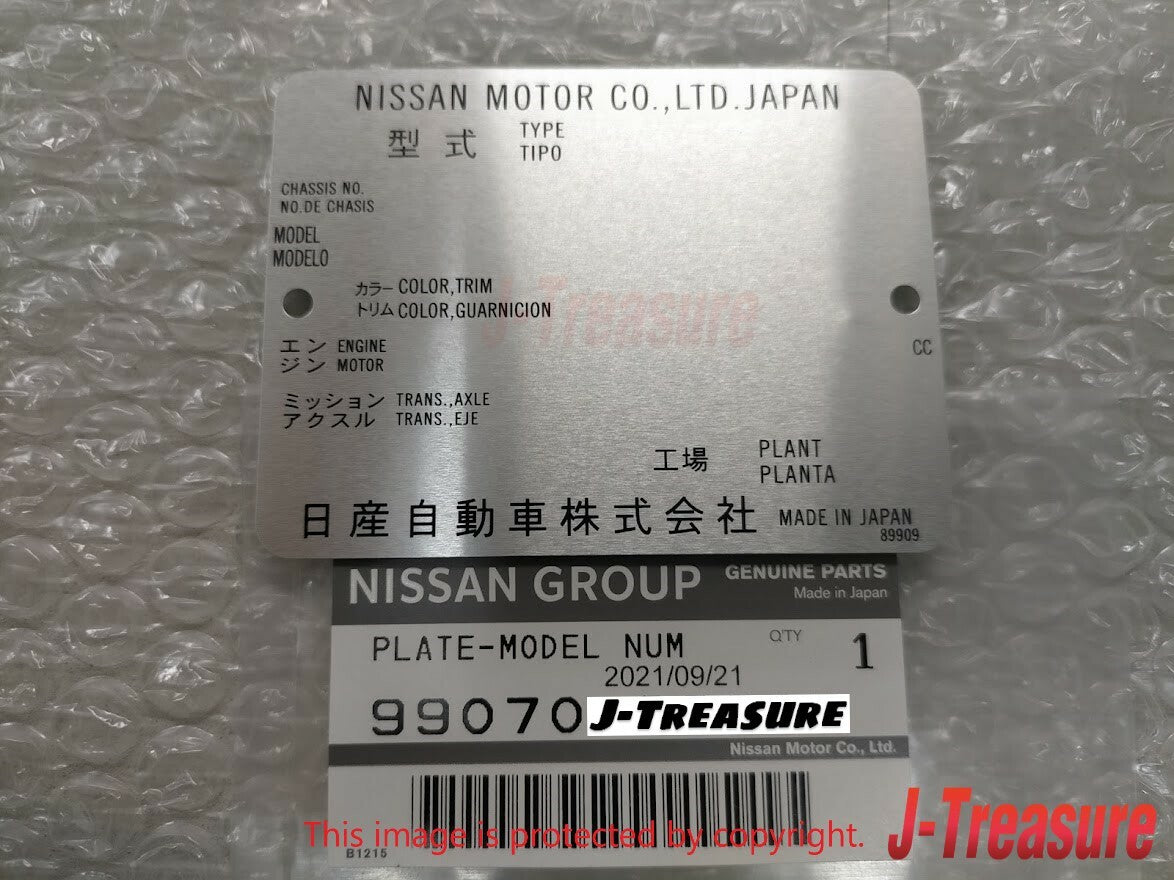 NISSAN MOTOR CO.,LTD.JAPAN
型式 TYPE
TIPO
CHASSIS NO.
NO.DE CHASIS
MODEL
MODELO
カラー COLOR,TRIM
トリム COLOR,GUARNICION
J-Treasure
エン ENGINE
ジン MOTOR
CC
ミッション TRANS.,AXLE
アクスル TRANS.,EJE
工場 PLANT
PLANTA
日産自動車株式会社 MADE IN JAPAN
89909
NISSAN GROUP GENUINE PARTS
Made in Japan
PLATE-MODEL NUM Q'TY 1
2021/09/21
99070 J-TREASURE
Nissan Motor Co., Ltd.
This image is protected by copyright.
J-Treasure
B1215